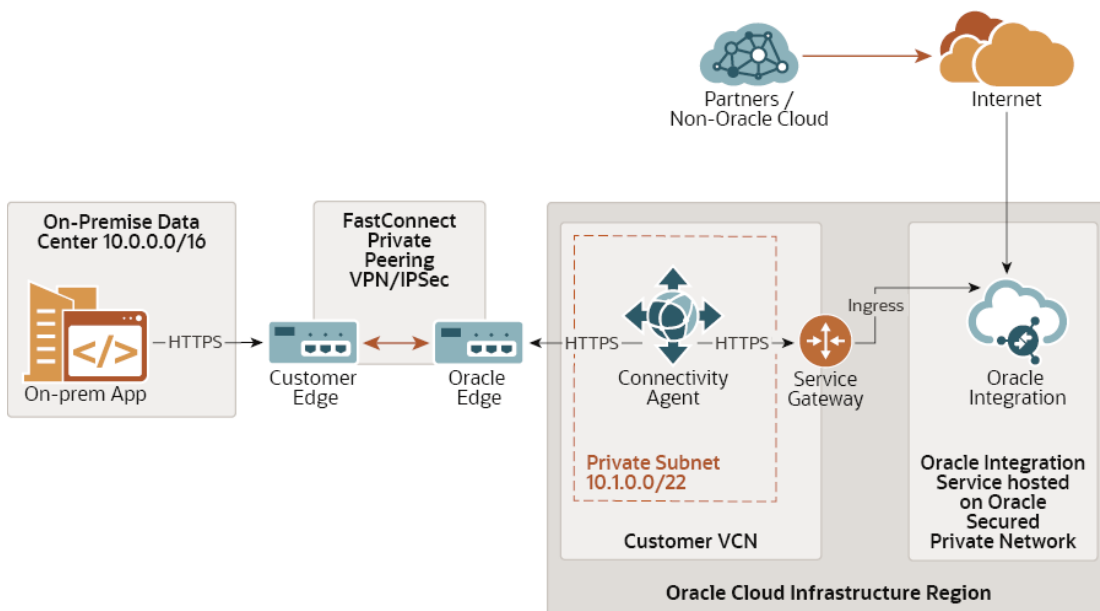 Partners /
Non-Oracle Cloud
Internet
On-Premise Data
Center 10.0.0.0/16
On-prem App
HTTPS
FastConnect
Private
Peering
VPN/IPSec
Customer
Edge
Oracle
Edge
HTTPS
Connectivity
Agent
HTTPS
Private Subnet
10.1.0.0/22
Customer VCN
Service
Gateway
Ingress
Oracle
Integration
Oracle Integration
Service hosted
on Oracle
Secured
Private Network
Oracle Cloud Infrastructure Region